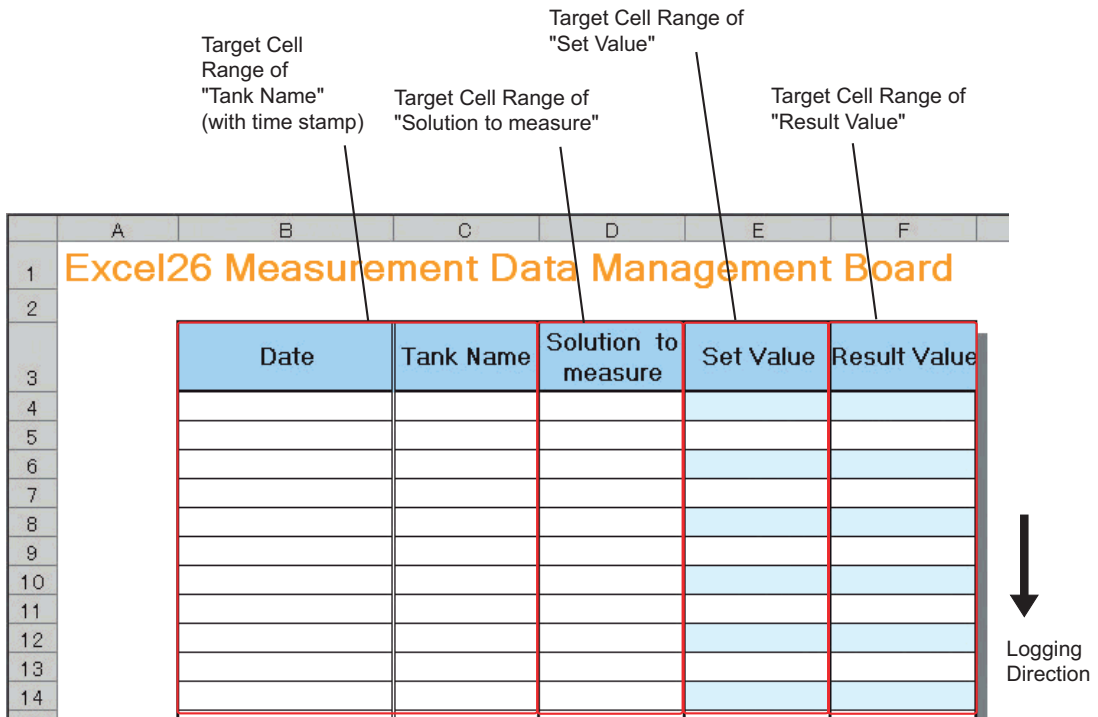 Target Cell Range of
"Set Value"
Target Cell
Range of
"Tank Name"
(with time stamp)
Target Cell Range of
"Solution to measure"
Target Cell Range of
"Result Value"
A B C D E F
1 Excel26 Measurement Data Management Board
2
3 Date Tank Name Solution to
measure Set Value Result Value
4
5
6
7
8
9
10
11
12
13
14
Logging
Direction